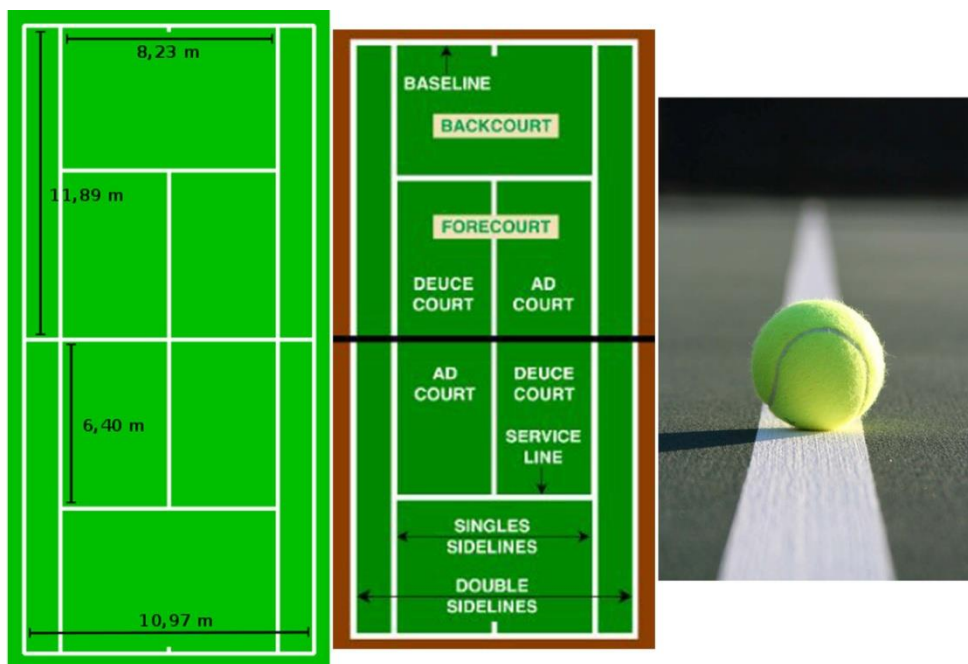 8,23 m
11,89 m
6,40 m
10,97 m
BASELINE
BACKCOURT
FORECOURT
DEUCE
COURT
AD
COURT
AD
COURT
DEUCE
COURT
SERVICE
LINE
SINGLES
SIDELINES
DOUBLE
SIDELINES